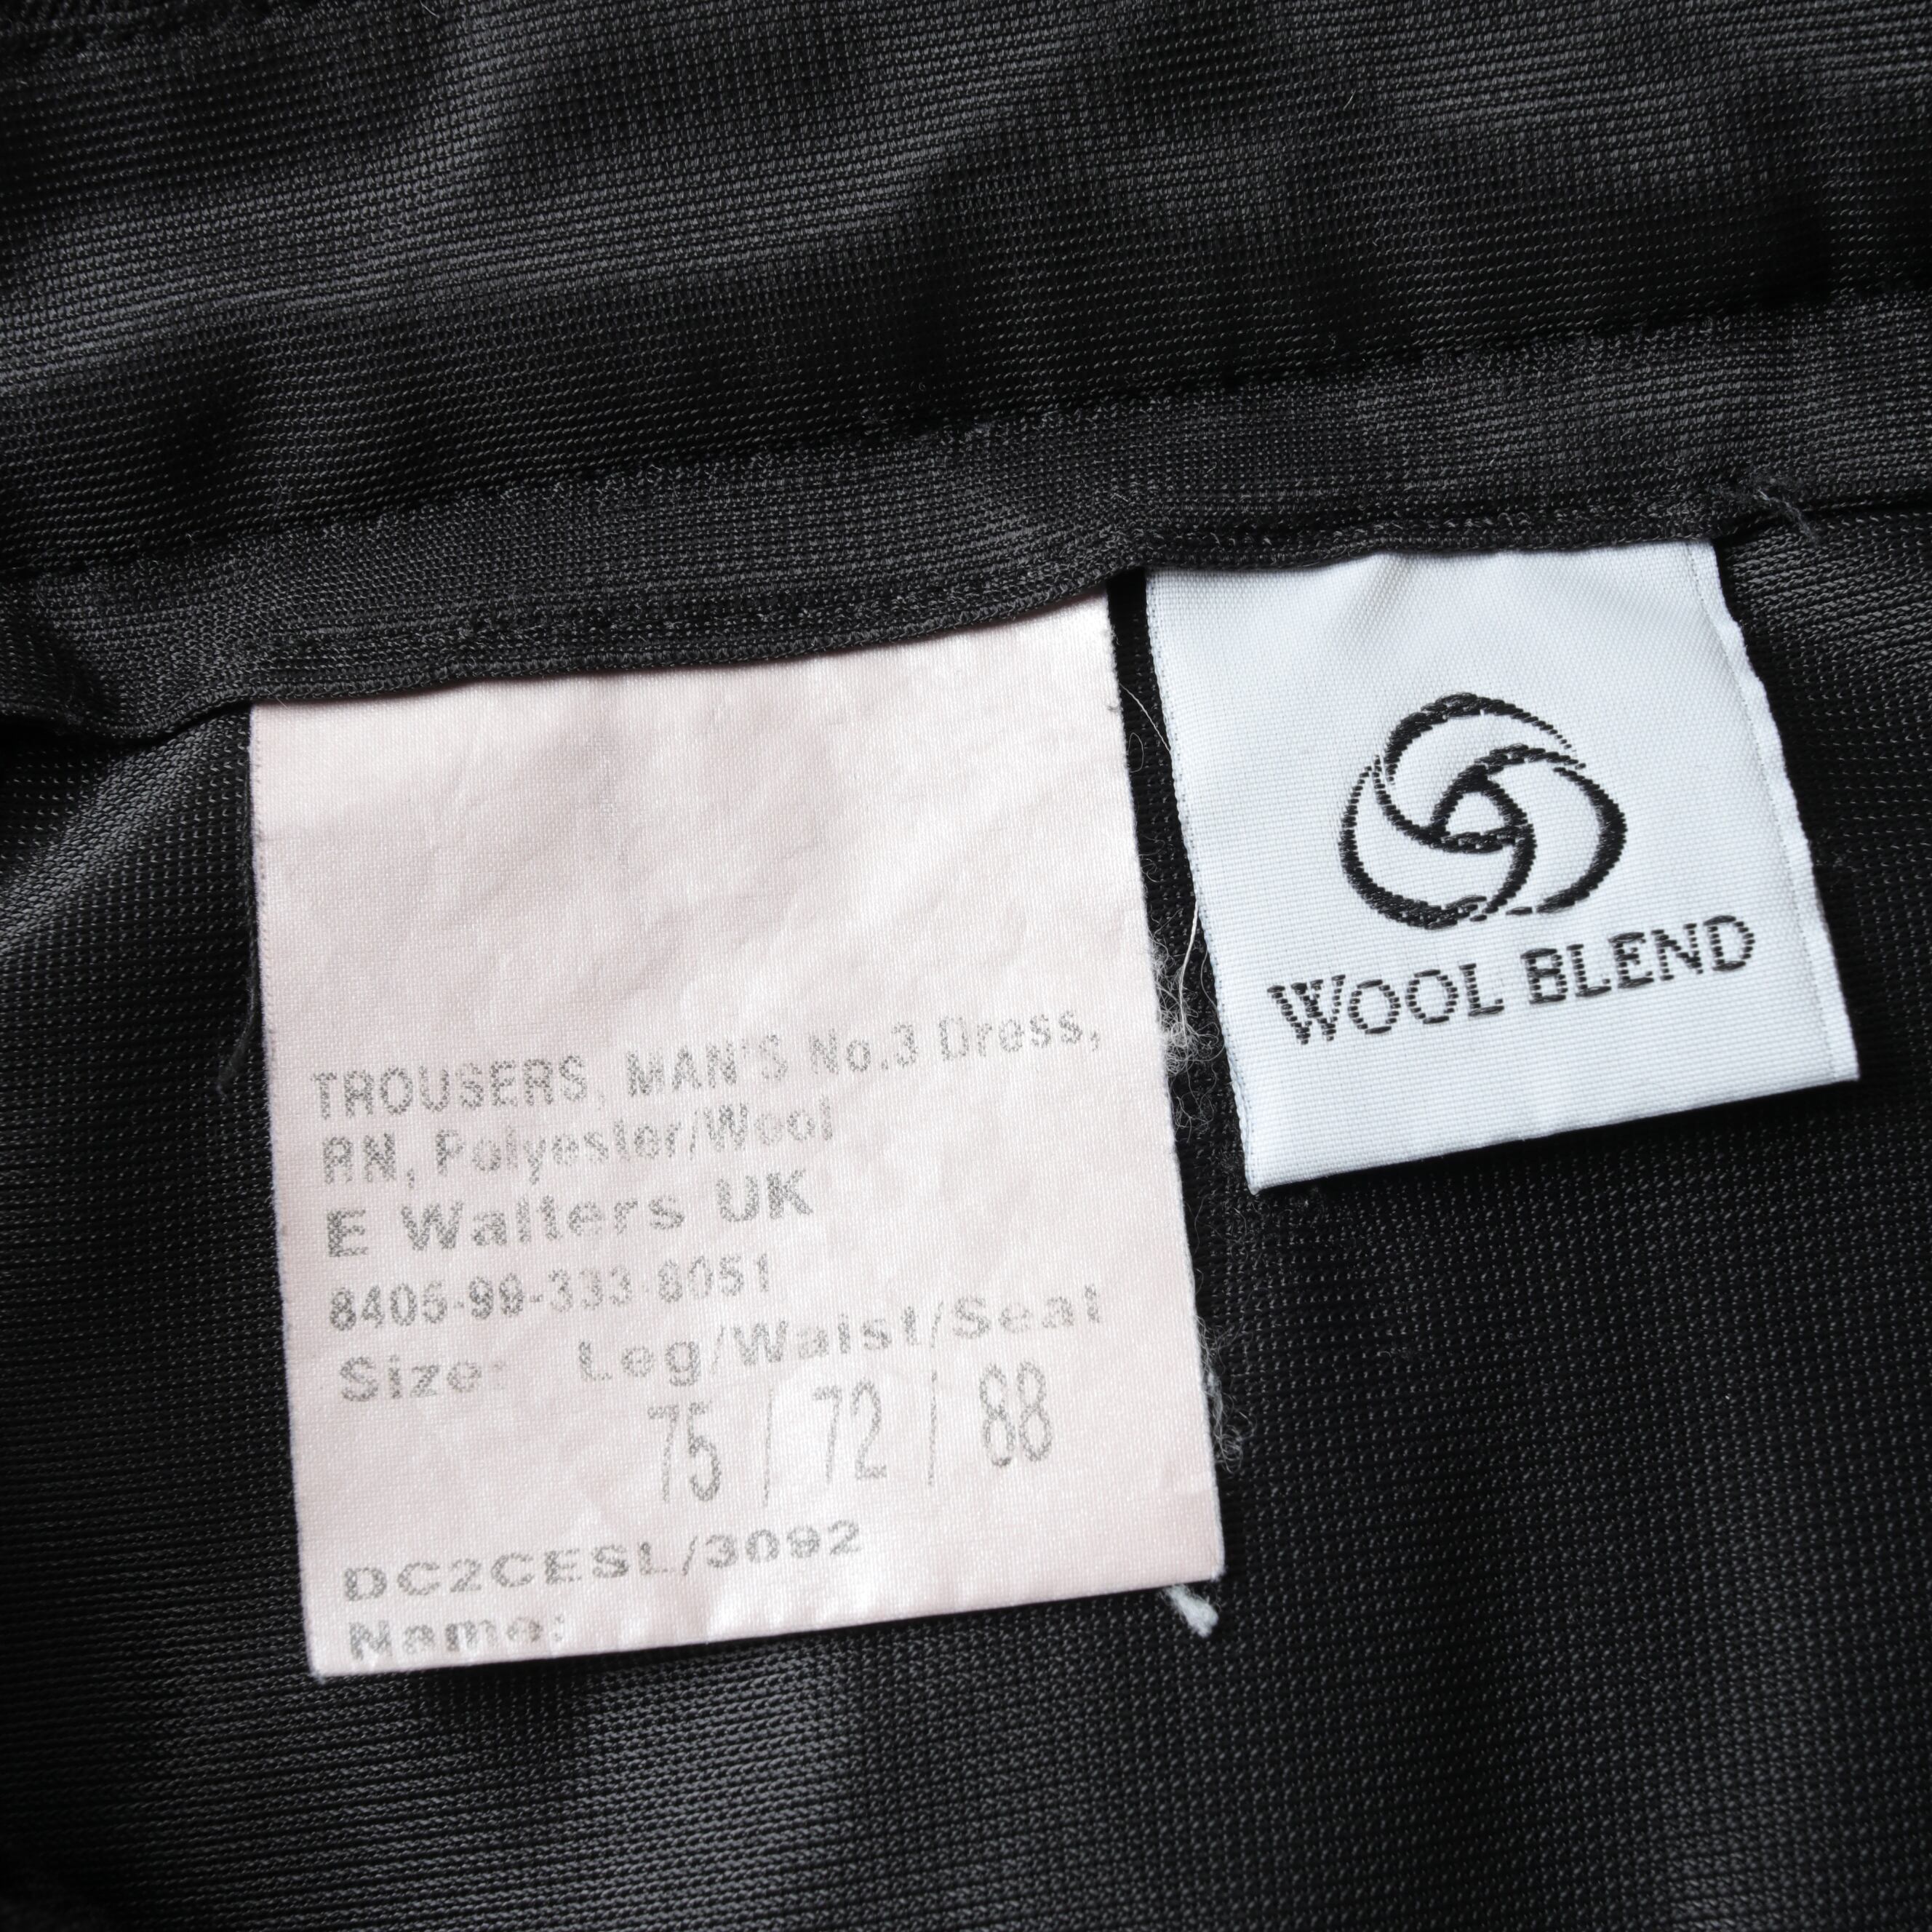 TROUSERS, MAN'S No.3 Dress,
RN, Polyester/Wool
E Walters UK
8405-99-333-8051
Size: Leg/Waist/Seat
75 / 72 / 88
DC2CESL/3092
Name:
WOOL BLEND